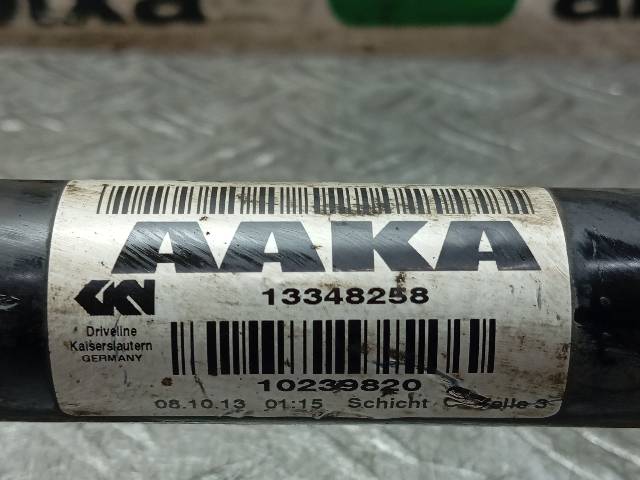 AAKA
13348258
GKN
Driveline
Kaiserslautern
GERMANY
10239820
08.10.13 01:15 Schicht